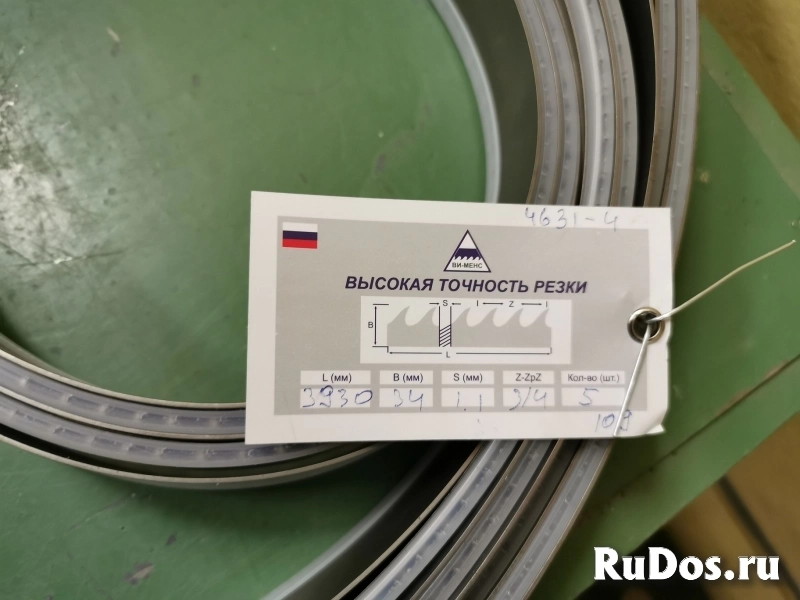 4631-4
ВИ-МЕНС
ВЫСОКАЯ ТОЧНОСТЬ РЕЗКИ
S Z
B
L
L (мм) B (мм) S (мм) Z-ZpZ Кол-во (шт.)
3930 34 1.1 3/4 5
RuDos.ru